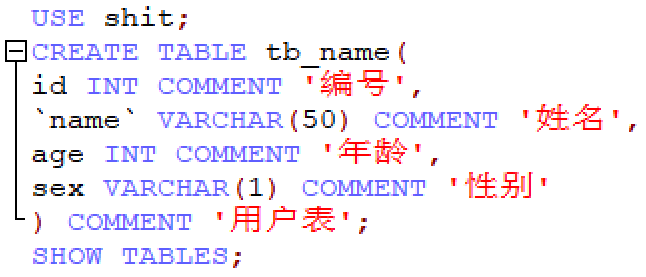 USE shit;
CREATE TABLE tb_name(
id INT COMMENT '编号',
`name` VARCHAR(50) COMMENT '姓名',
age INT COMMENT '年龄',
sex VARCHAR(1) COMMENT '性别'
) COMMENT '用户表';
SHOW TABLES;